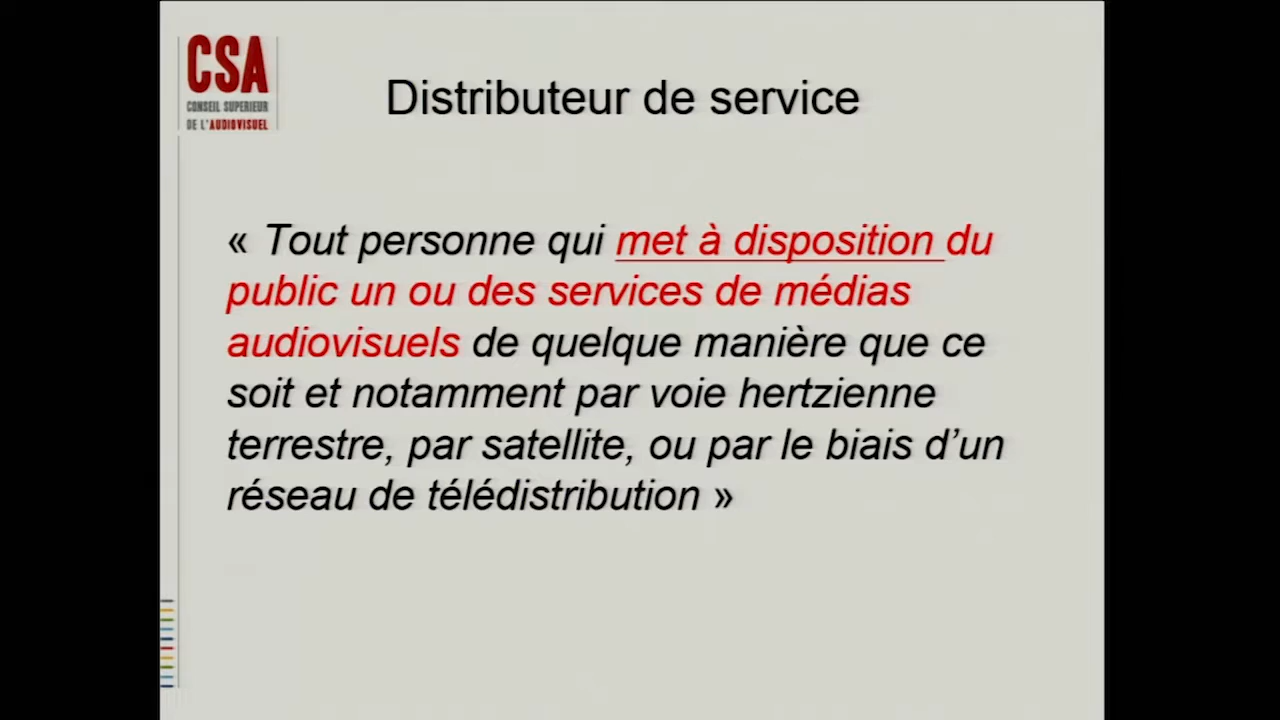 CSA
CONSEIL SUPERIEUR
DE L'AUDIOVISUEL
Distributeur de service
« Tout personne qui met à disposition du
public un ou des services de médias
audiovisuels de quelque manière que ce
soit et notamment par voie hertzienne
terrestre, par satellite, ou par le biais d’un
réseau de télédistribution »